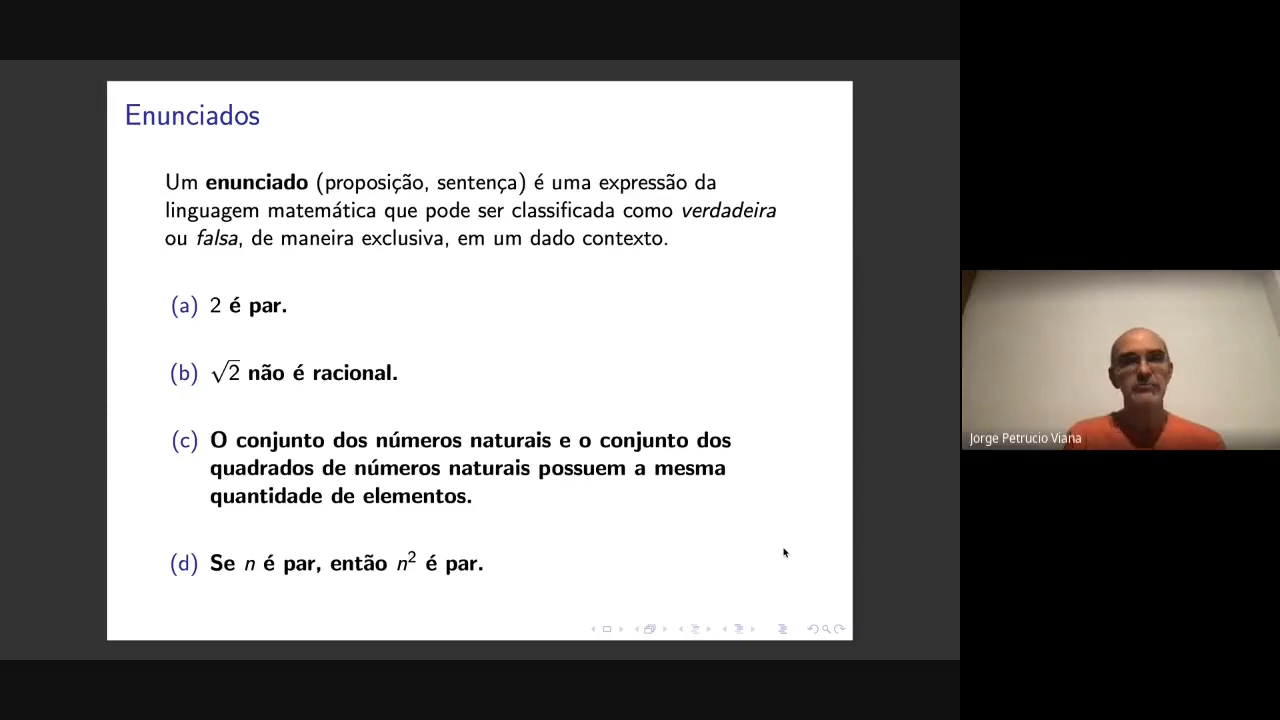 Enunciados
Um enunciado (proposição, sentença) é uma expressão da
linguagem matemática que pode ser classificada como verdadeira
ou falsa, de maneira exclusiva, em um dado contexto.
(a) 2 é par.
(b) √2 não é racional.
(c) O conjunto dos números naturais e o conjunto dos
quadrados de números naturais possuem a mesma
quantidade de elementos.
(d) Se n é par, então n² é par.
Jorge Petrucio Viana